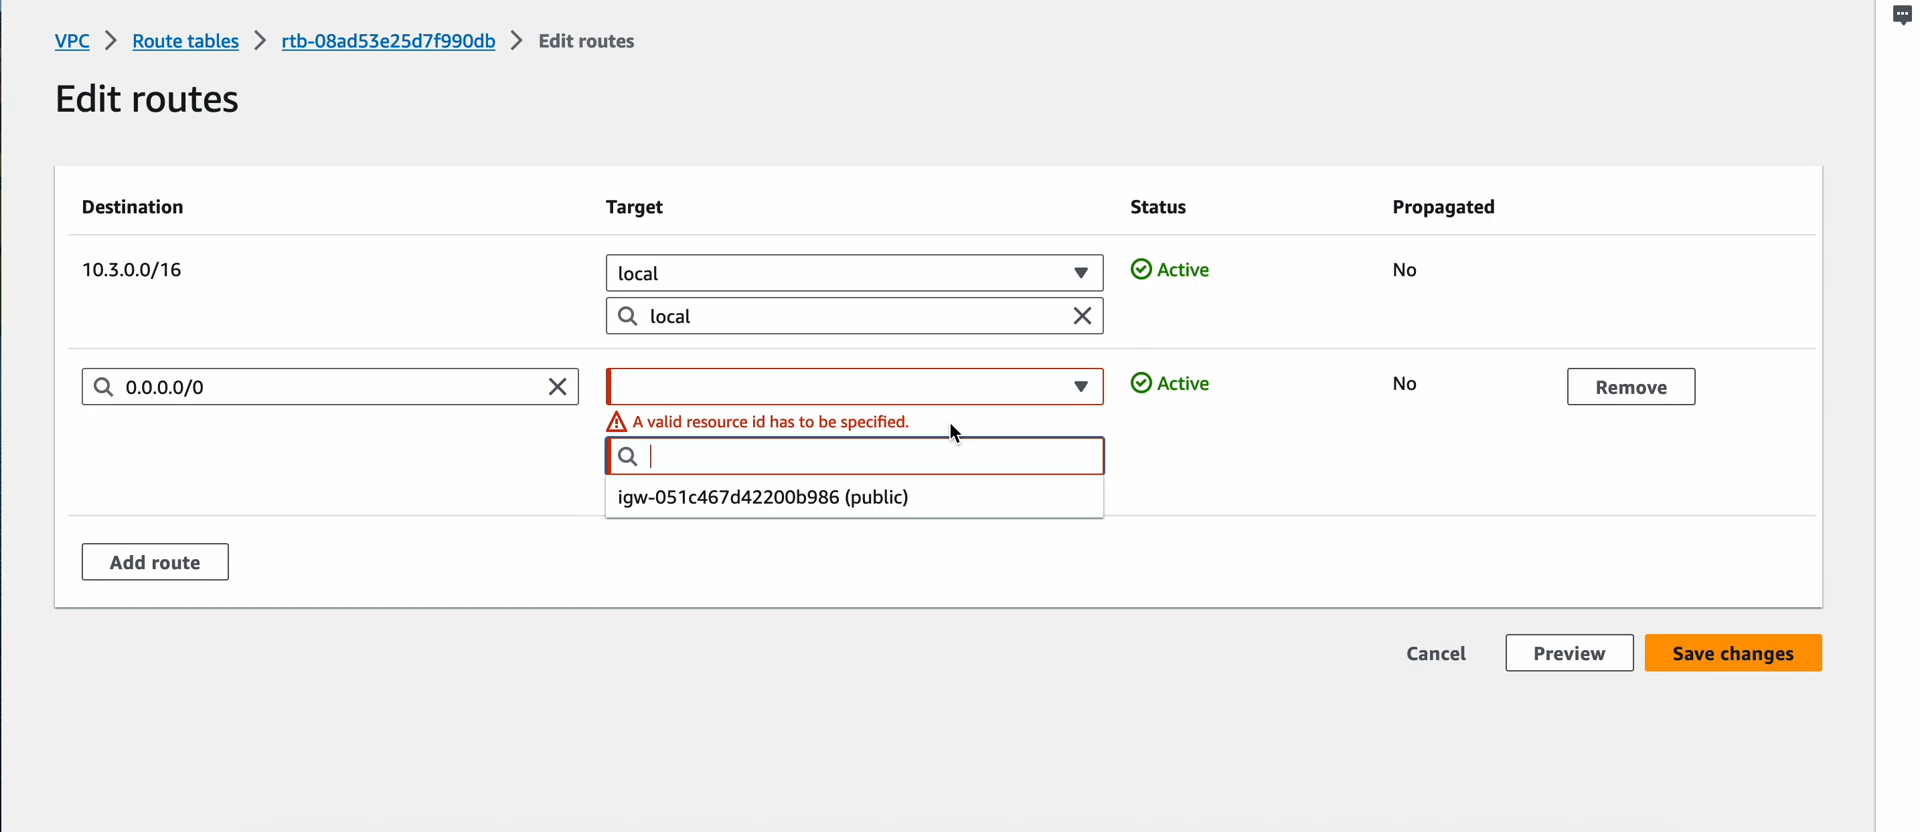 VPC > Route tables > rtb-08ad53e25d7f990db > Edit routes
Edit routes
Destination Target Status Propagated
10.3.0.0/16 local Active No
local
0.0.0.0/0 Active No Remove
A valid resource id has to be specified.
igw-051c467d42200b986 (public)
Add route
Cancel Preview Save changes